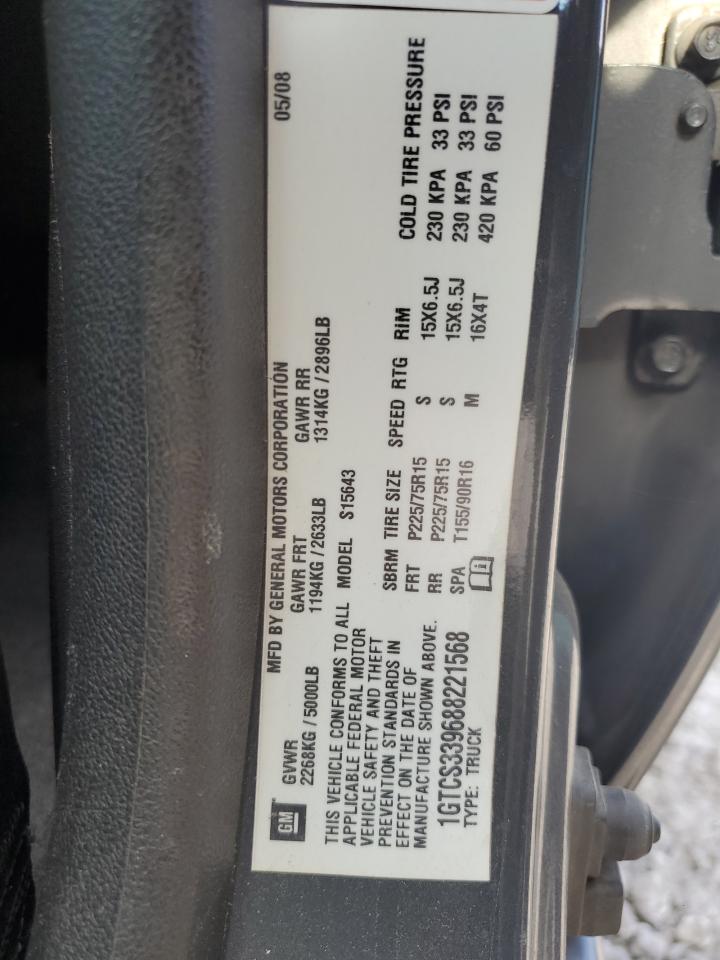 MFD BY GENERAL MOTORS CORPORATION 05/08
GM
GVWR GAWR FRT GAWR RR
2268KG / 5000LB 1194KG / 2633LB 1314KG / 2896LB
THIS VEHICLE CONFORMS TO ALL
APPLICABLE FEDERAL MOTOR
VEHICLE SAFETY AND THEFT
PREVENTION STANDARDS IN
EFFECT ON THE DATE OF
MANUFACTURE SHOWN ABOVE.
1GTCS339688221568
TYPE: TRUCK
MODEL S15643
SBRM TIRE SIZE SPEED RTG RIM COLD TIRE PRESSURE
FRT P225/75R15 S 15X6.5J 230 KPA 33 PSI
RR P225/75R15 S 15X6.5J 230 KPA 33 PSI
SPA T155/90R16 M 16X4T 420 KPA 60 PSI